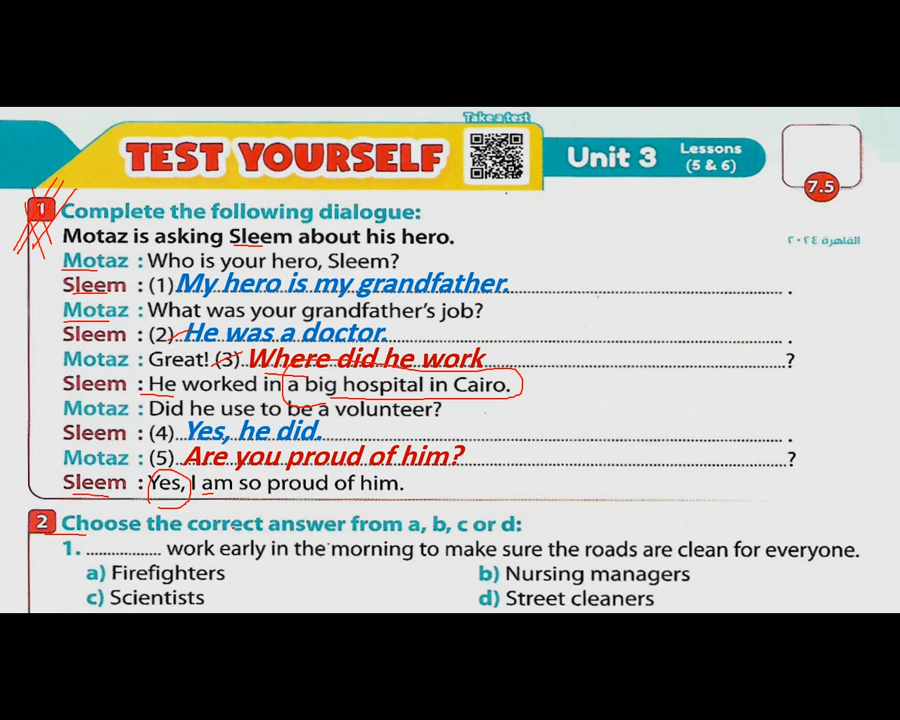 Take a test
TEST YOURSELF
Unit 3
Lessons
(5 & 6)
7.5
1 Complete the following dialogue:
Motaz is asking Sleem about his hero.
القاهرة ٢٠٢٤
Motaz : Who is your hero, Sleem?
Sleem : (1) My hero is my grandfather. .
Motaz : What was your grandfather's job?
Sleem : (2) He was a doctor. .
Motaz : Great! (3) Where did he work ?
Sleem : He worked in a big hospital in Cairo.
Motaz : Did he use to be a volunteer?
Sleem : (4) Yes, he did. .
Motaz : (5) Are you proud of him? ?
Sleem : Yes, I am so proud of him.
2 Choose the correct answer from a, b, c or d:
1. ................. work early in the morning to make sure the roads are clean for everyone.
a) Firefighters b) Nursing managers
c) Scientists d) Street cleaners